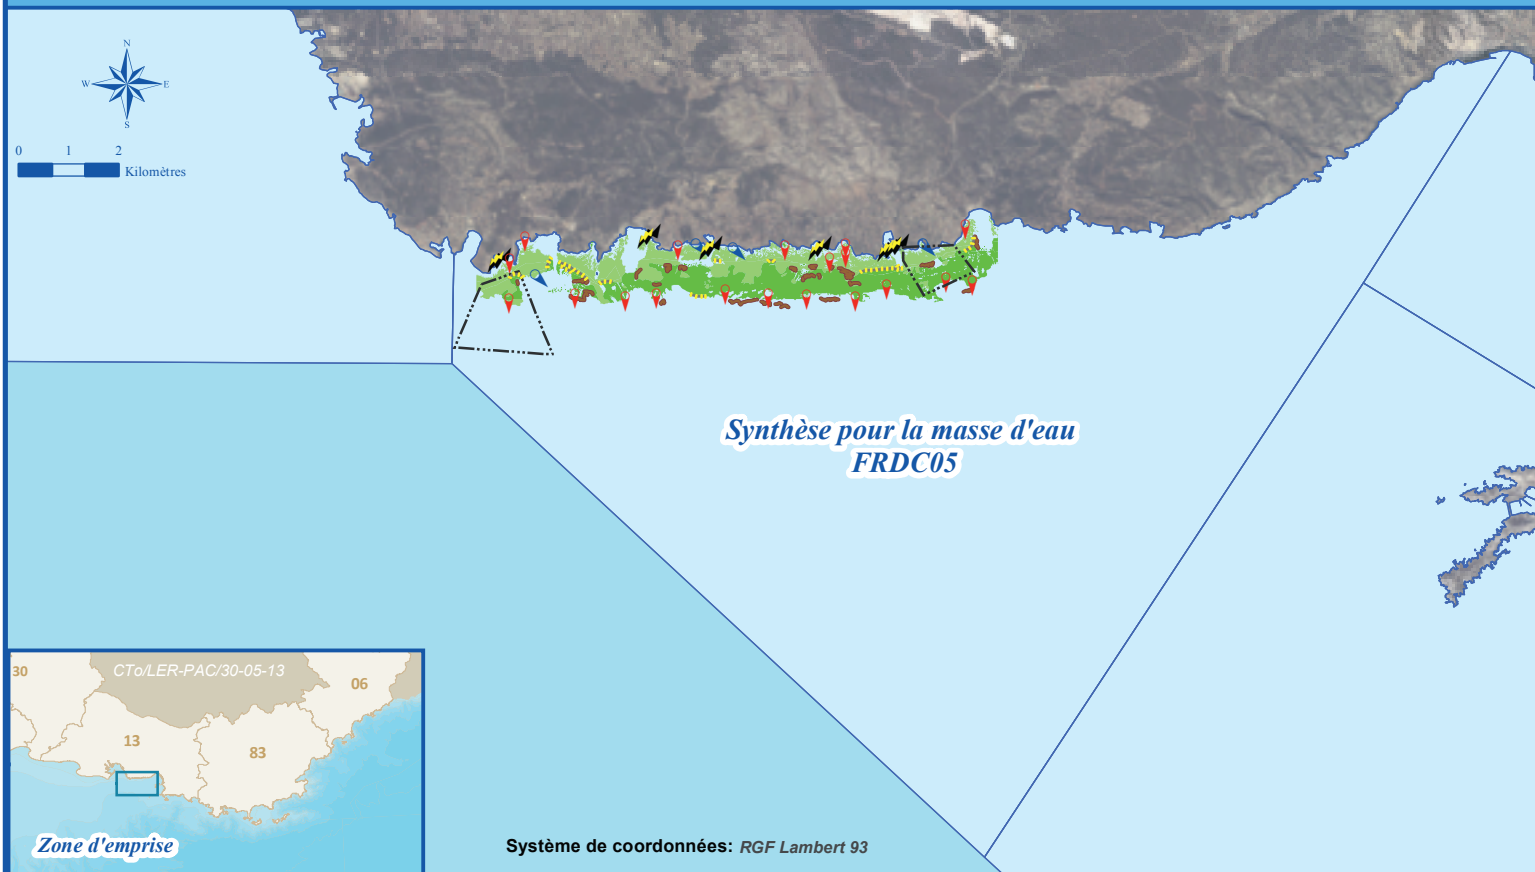 N
W E
S
0 1 2
Kilomètres
Synthèse pour la masse d'eau
FRDC05
30
CTo/LER-PAC/30-05-13
06
13
83
Zone d'emprise
Système de coordonnées: RGF Lambert 93